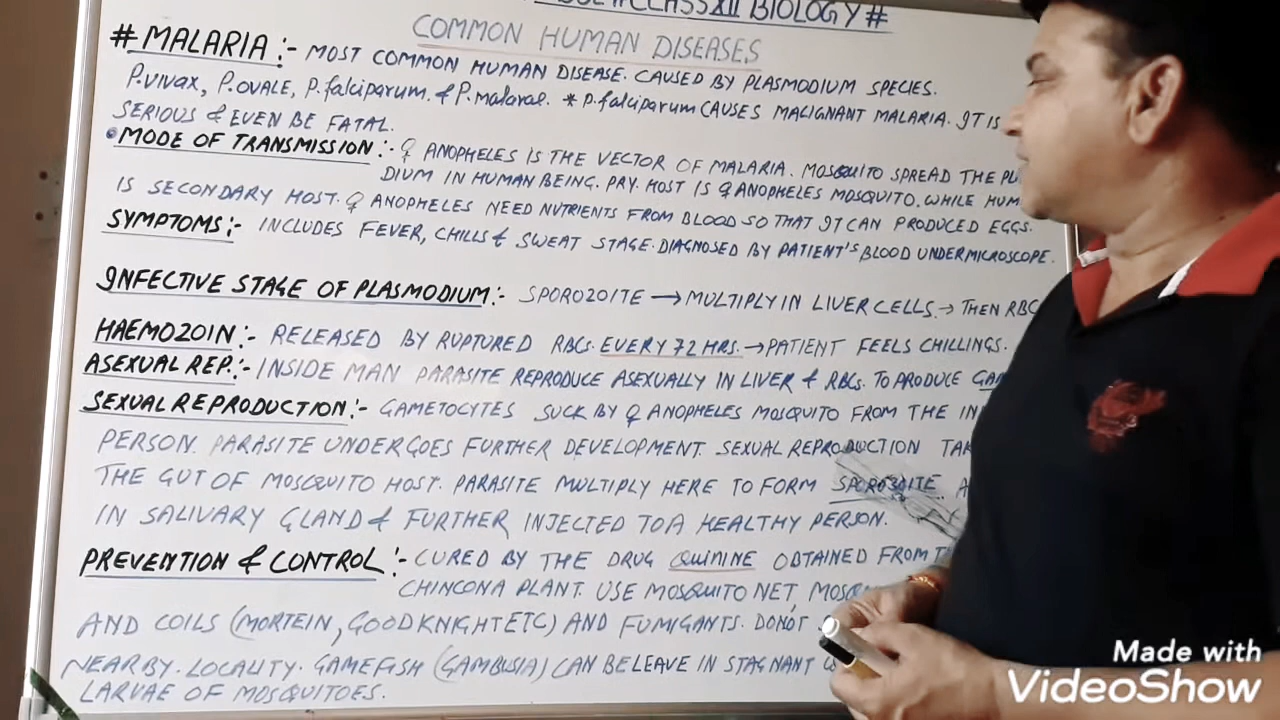 CLASS XII BIOLOGY #
COMMON HUMAN DISEASES
# MALARIA :- MOST COMMON HUMAN DISEASE. CAUSED BY PLASMODIUM SPECIES.
P.VIVAX, P.OVALE, P.falciparum. & P.malarae. * P.falciparum CAUSES MALIGNANT MALARIA. IT IS
SERIOUS & EVEN BE FATAL.
• MODE OF TRANSMISSION :- ♀ ANOPHELES IS THE VECTOR OF MALARIA. MOSQUITO SPREAD THE
DIUM IN HUMAN BEING. PRY. HOST IS ♀ ANOPHELES MOSQUITO. WHILE HUM
IS SECONDARY HOST. ♀ ANOPHELES NEED NUTRIENTS FROM BLOOD SO THAT IT CAN PRODUCED EGGS.
SYMPTOMS :- INCLUDES FEVER, CHILLS & SWEAT STAGE. DIAGNOSED BY PATIENT'S BLOOD UNDER MICROSCOPE.
INFECTIVE STAGE OF PLASMODIUM :- SPOROZOITE → MULTIPLY IN LIVER CELLS → THEN RBC
HAEMOZOIN :- RELEASED BY RUPTURED RBCS. EVERY 72 HRS. → PATIENT FEELS CHILLINGS.
ASEXUAL REP. :- INSIDE MAN PARASITE REPRODUCE ASEXUALLY IN LIVER & RBCs. TO PRODUCE GAM
SEXUAL REPRODUCTION :- GAMETOCYTES SUCK BY ♀ ANOPHELES MOSQUITO FROM THE IN
PERSON. PARASITE UNDERGOES FURTHER DEVELOPMENT. SEXUAL REPRODUCTION TAK
THE GUT OF MOSQUITO HOST. PARASITE MULTIPLY HERE TO FORM SPOROZOITE. A
IN SALIVARY GLAND & FURTHER INJECTED TO A HEALTHY PERSON.
PREVENTION & CONTROL :- CURED BY THE DRUG QUININE OBTAINED FROM T
CHINCONA PLANT. USE MOSQUITO NET, MOSQ
AND COILS (MORTEIN, GOODKNIGHT ETC) AND FUMIGANTS. DO NOT
NEARBY. LOCALITY. GAMEFISH (GAMBUSIA) CAN BE LEAVE IN STAGNANT
LARVAE OF MOSQUITOES.
Made with
VideoShow